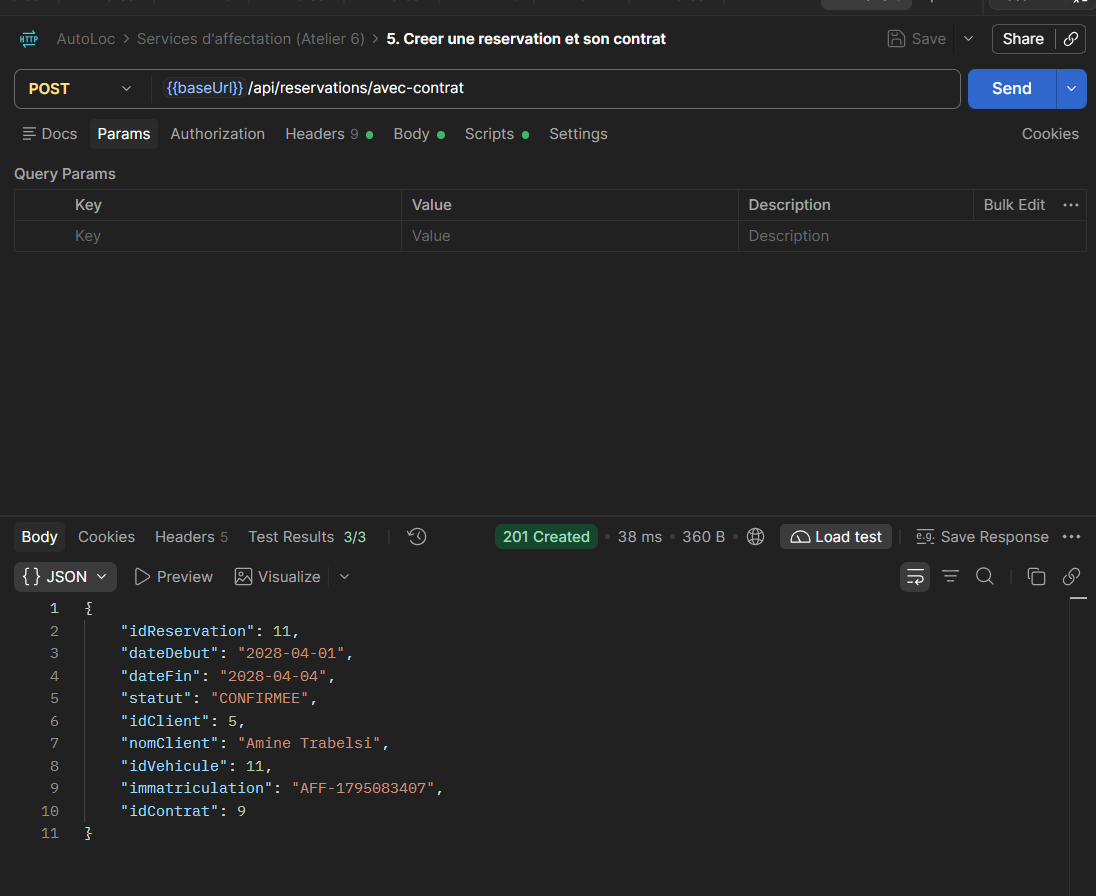 HTTP AutoLoc > Services d'affectation (Atelier 6) > 5. Creer une reservation et son contrat Save Share
POST {{baseUrl}} /api/reservations/avec-contrat Send
Docs Params Authorization Headers 9 Body Scripts Settings Cookies
Query Params
Key Value Description Bulk Edit
Key Value Description
Body Cookies Headers 5 Test Results 3/3 201 Created 38 ms 360 B Load test e.g. Save Response
{} JSON Preview Visualize
1 {
2 "idReservation": 11,
3 "dateDebut": "2028-04-01",
4 "dateFin": "2028-04-04",
5 "statut": "CONFIRMEE",
6 "idClient": 5,
7 "nomClient": "Amine Trabelsi",
8 "idVehicule": 11,
9 "immatriculation": "AFF-1795083407",
10 "idContrat": 9
11 }